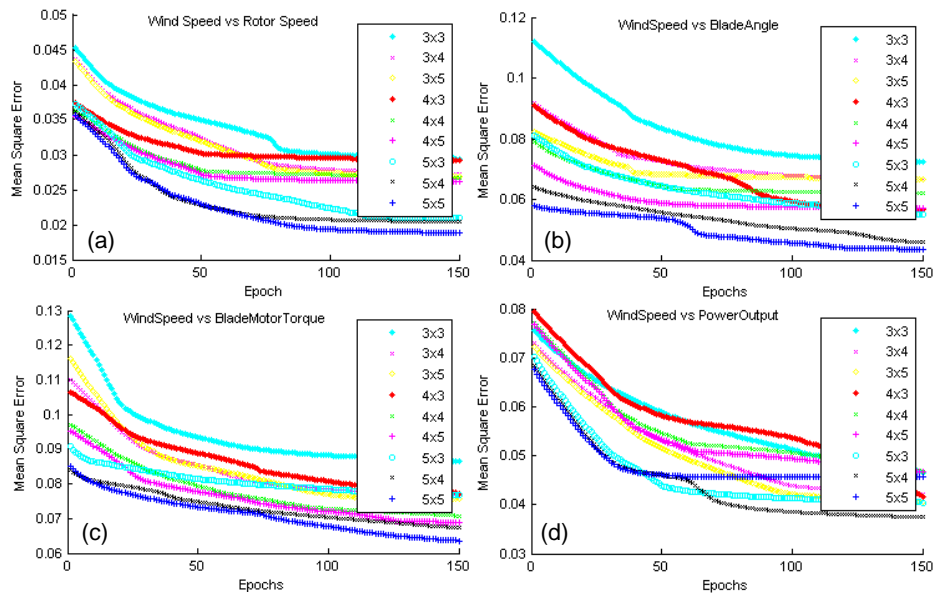 Wind Speed vs Rotor Speed
0.05
0.045
0.04
0.035
0.03
0.025
0.02
0.015
Mean Square Error
0
50
100
150
Epoch
(a)
3x3
3x4
3x5
4x3
4x4
4x5
5x3
5x4
5x5
WindSpeed vs BladeAngle
0.12
0.1
0.08
0.06
0.04
Mean Square Error
0
50
100
150
Epochs
(b)
3x3
3x4
3x5
4x3
4x4
4x5
5x3
5x4
5x5
WindSpeed vs BladeMotorTorque
0.13
0.12
0.11
0.1
0.09
0.08
0.07
0.06
Mean Square Error
0
50
100
150
Epochs
(c)
3x3
3x4
3x5
4x3
4x4
4x5
5x3
5x4
5x5
WindSpeed vs PowerOutput
0.08
0.07
0.06
0.05
0.04
0.03
Mean Square Error
0
50
100
150
Epochs
(d)
3x3
3x4
3x5
4x3
4x4
4x5
5x3
5x4
5x5